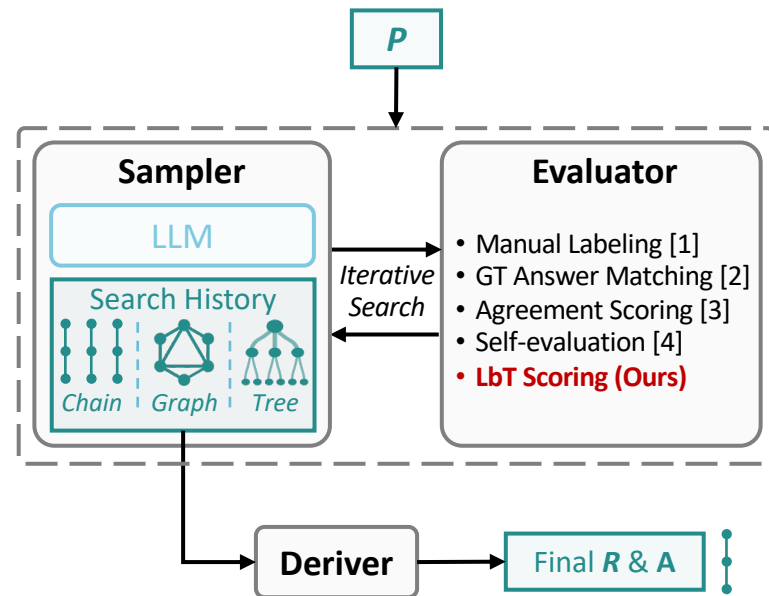 P
Sampler
LLM
Search History
Chain
Graph
Tree
Iterative
Search
Evaluator
• Manual Labeling [1]
• GT Answer Matching [2]
• Agreement Scoring [3]
• Self-evaluation [4]
• LbT Scoring (Ours)
Deriver
Final R & A